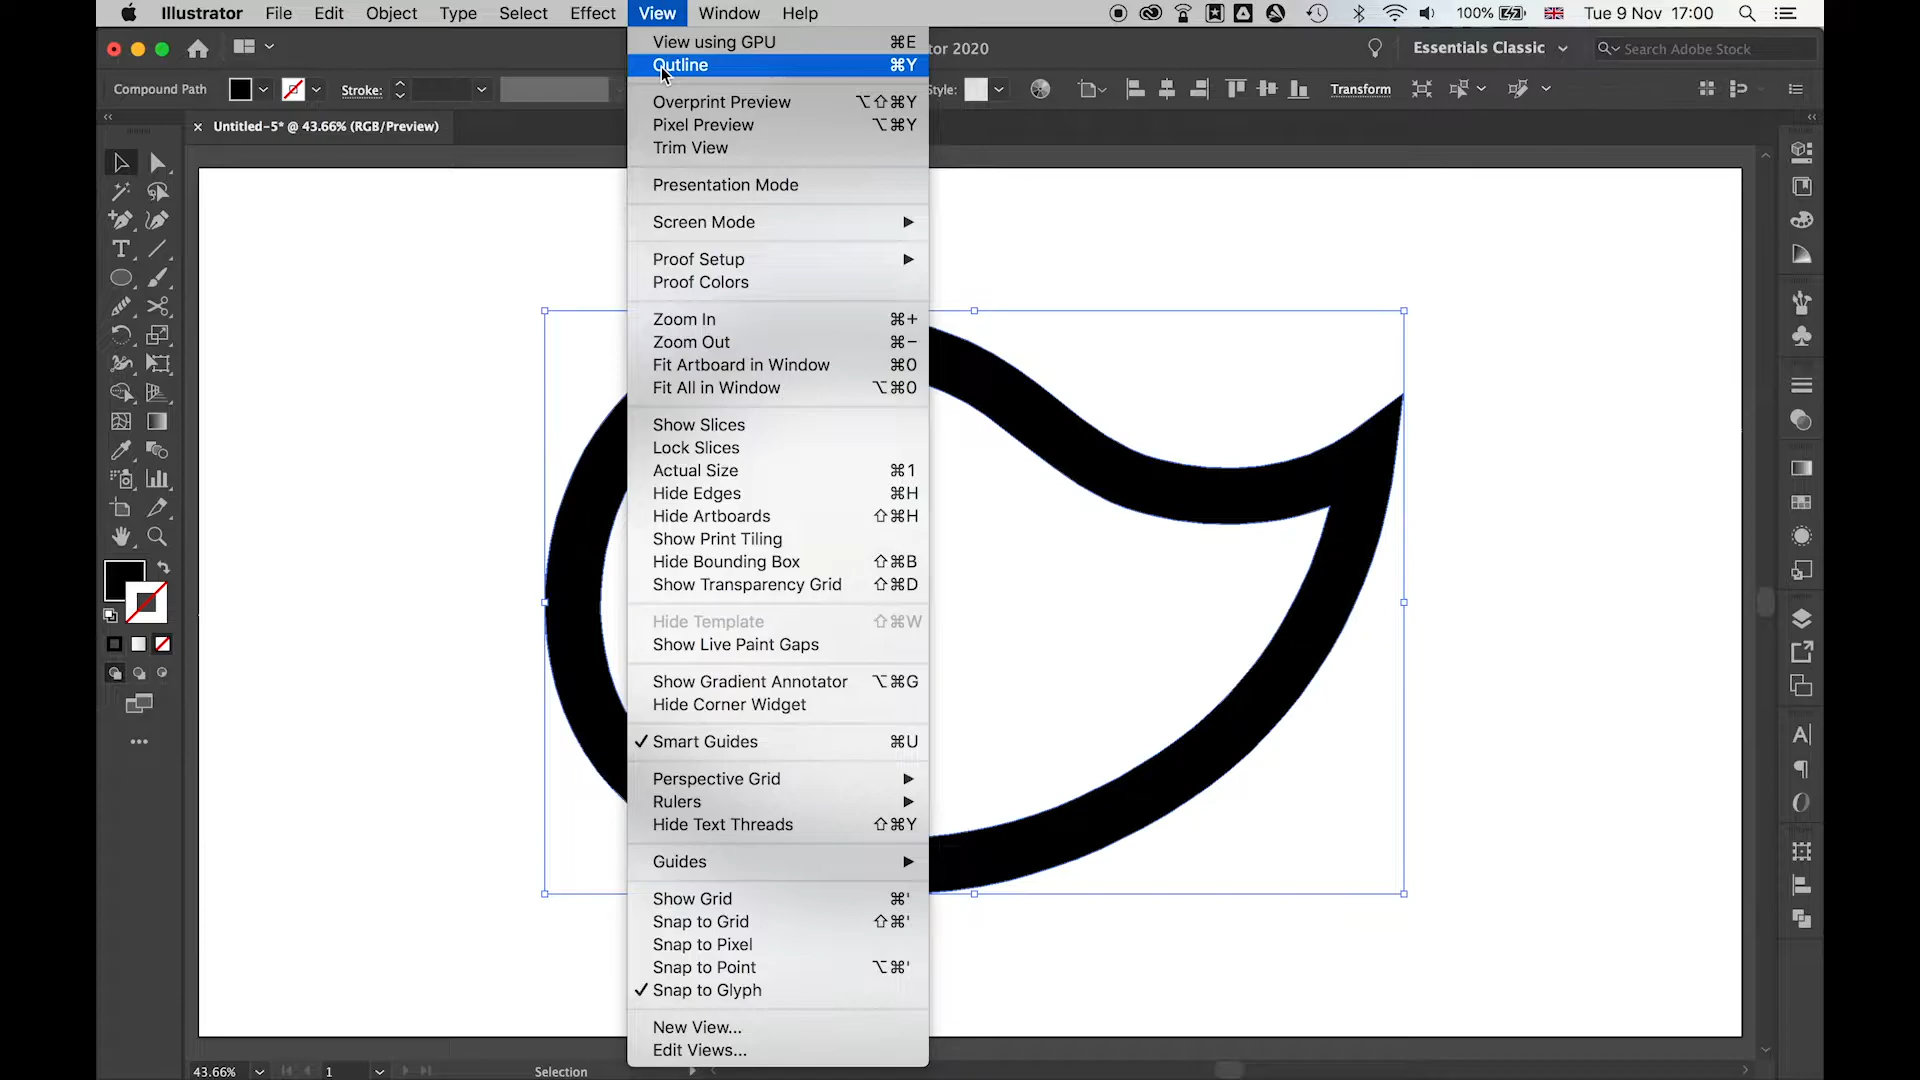 Illustrator File Edit Object Type Select Effect View Window Help 100% Tue 9 Nov 17:00
tor 2020 Essentials Classic Search Adobe Stock
Compound Path Stroke: Style: Transform
× Untitled-5* @ 43.66% (RGB/Preview)
View using GPU ⌘E
Outline ⌘Y
Overprint Preview ⌥⇧⌘Y
Pixel Preview ⌥⌘Y
Trim View
Presentation Mode
Screen Mode
Proof Setup
Proof Colors
Zoom In ⌘+
Zoom Out ⌘−
Fit Artboard in Window ⌘0
Fit All in Window ⌥⌘0
Show Slices
Lock Slices
Actual Size ⌘1
Hide Edges ⌘H
Hide Artboards ⇧⌘H
Show Print Tiling
Hide Bounding Box ⇧⌘B
Show Transparency Grid ⇧⌘D
Hide Template ⇧⌘W
Show Live Paint Gaps
Show Gradient Annotator ⌥⌘G
Hide Corner Widget
✓ Smart Guides ⌘U
Perspective Grid
Rulers
Hide Text Threads ⇧⌘Y
Guides
Show Grid ⌘'
Snap to Grid ⇧⌘'
Snap to Pixel
Snap to Point ⌥⌘'
✓ Snap to Glyph
New View...
Edit Views...
43.66% 1 Selection